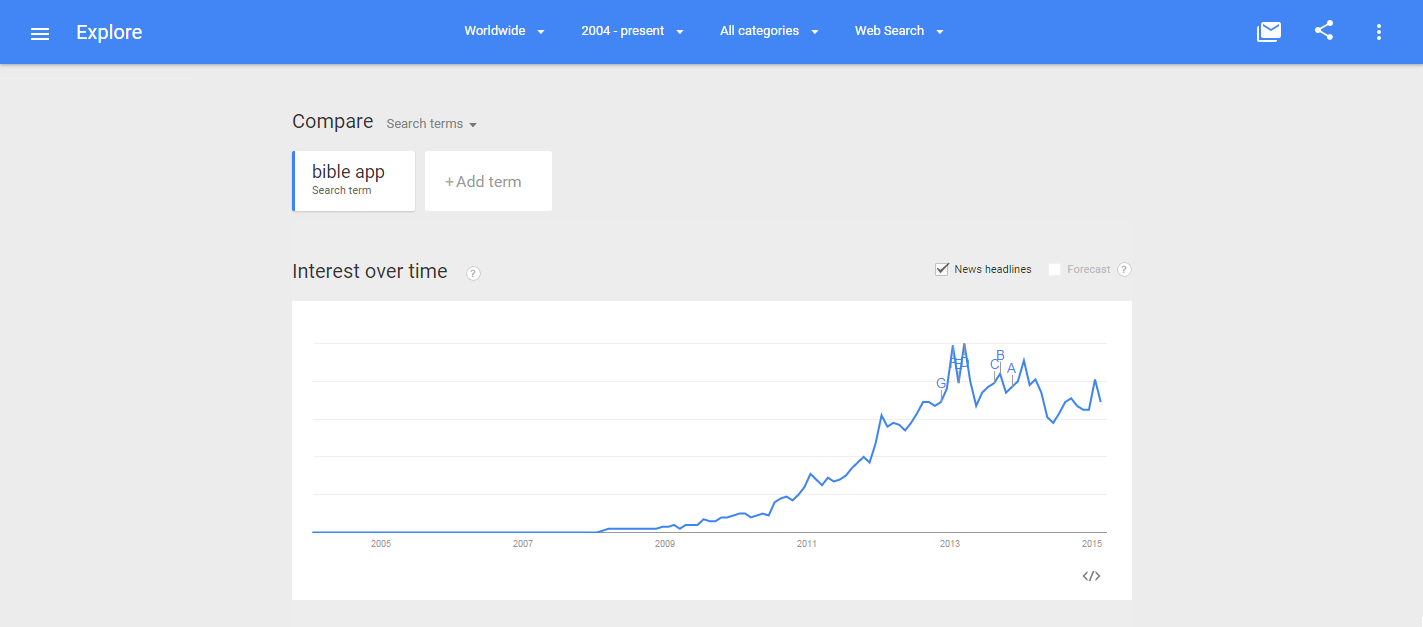 Explore
Worldwide
2004 - present
All categories
Web Search
Compare
Search terms
bible app
Search term
+Add term
Interest over time
?
News headlines
Forecast
?
G
D
C
B
A
2005
2007
2009
2011
2013
2015
</>